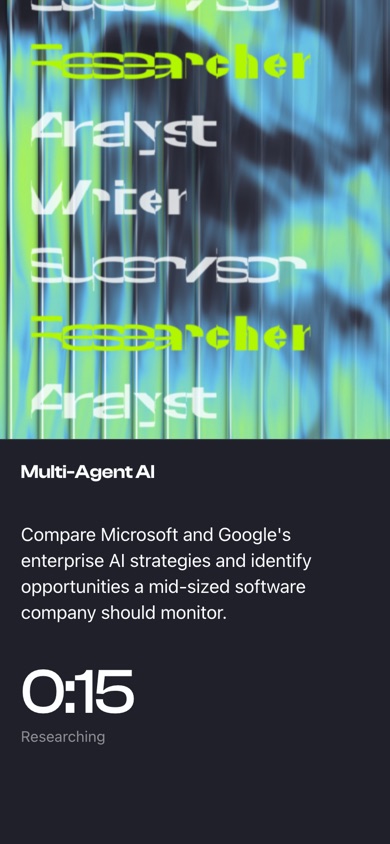 Supervisor
Researcher
Analyst
Writer
Supervisor
Researcher
Analyst
Multi-Agent AI
Compare Microsoft and Google's
enterprise AI strategies and identify
opportunities a mid-sized software
company should monitor.
0:15
Researching